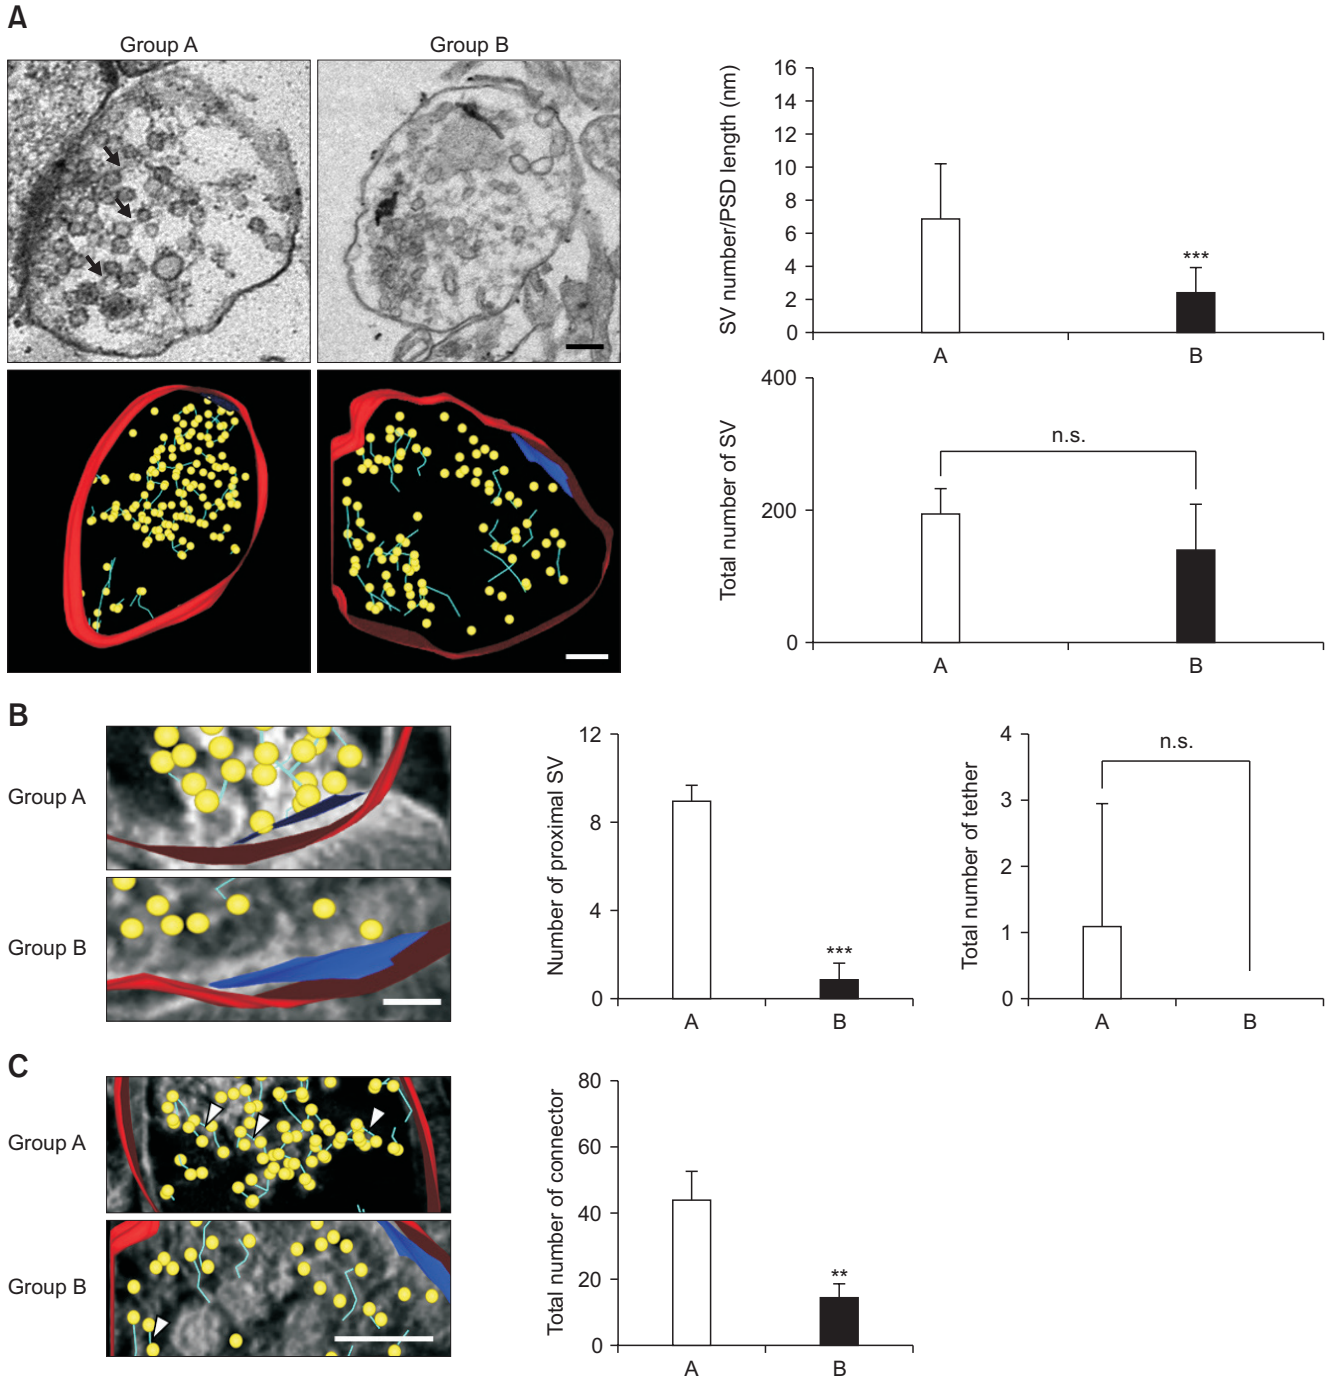 A
Group A
Group B
SV number/PSD length (nm)
16
14
12
10
8
6
4
2
0
***
A
B
Total number of SV
400
200
0
n.s.
A
B
B
Group A
Group B
Number of proximal SV
12
8
4
0
***
A
B
Total number of tether
4
3
2
1
0
n.s.
A
B
C
Group A
Group B
Total number of connector
80
60
40
20
0
**
A
B